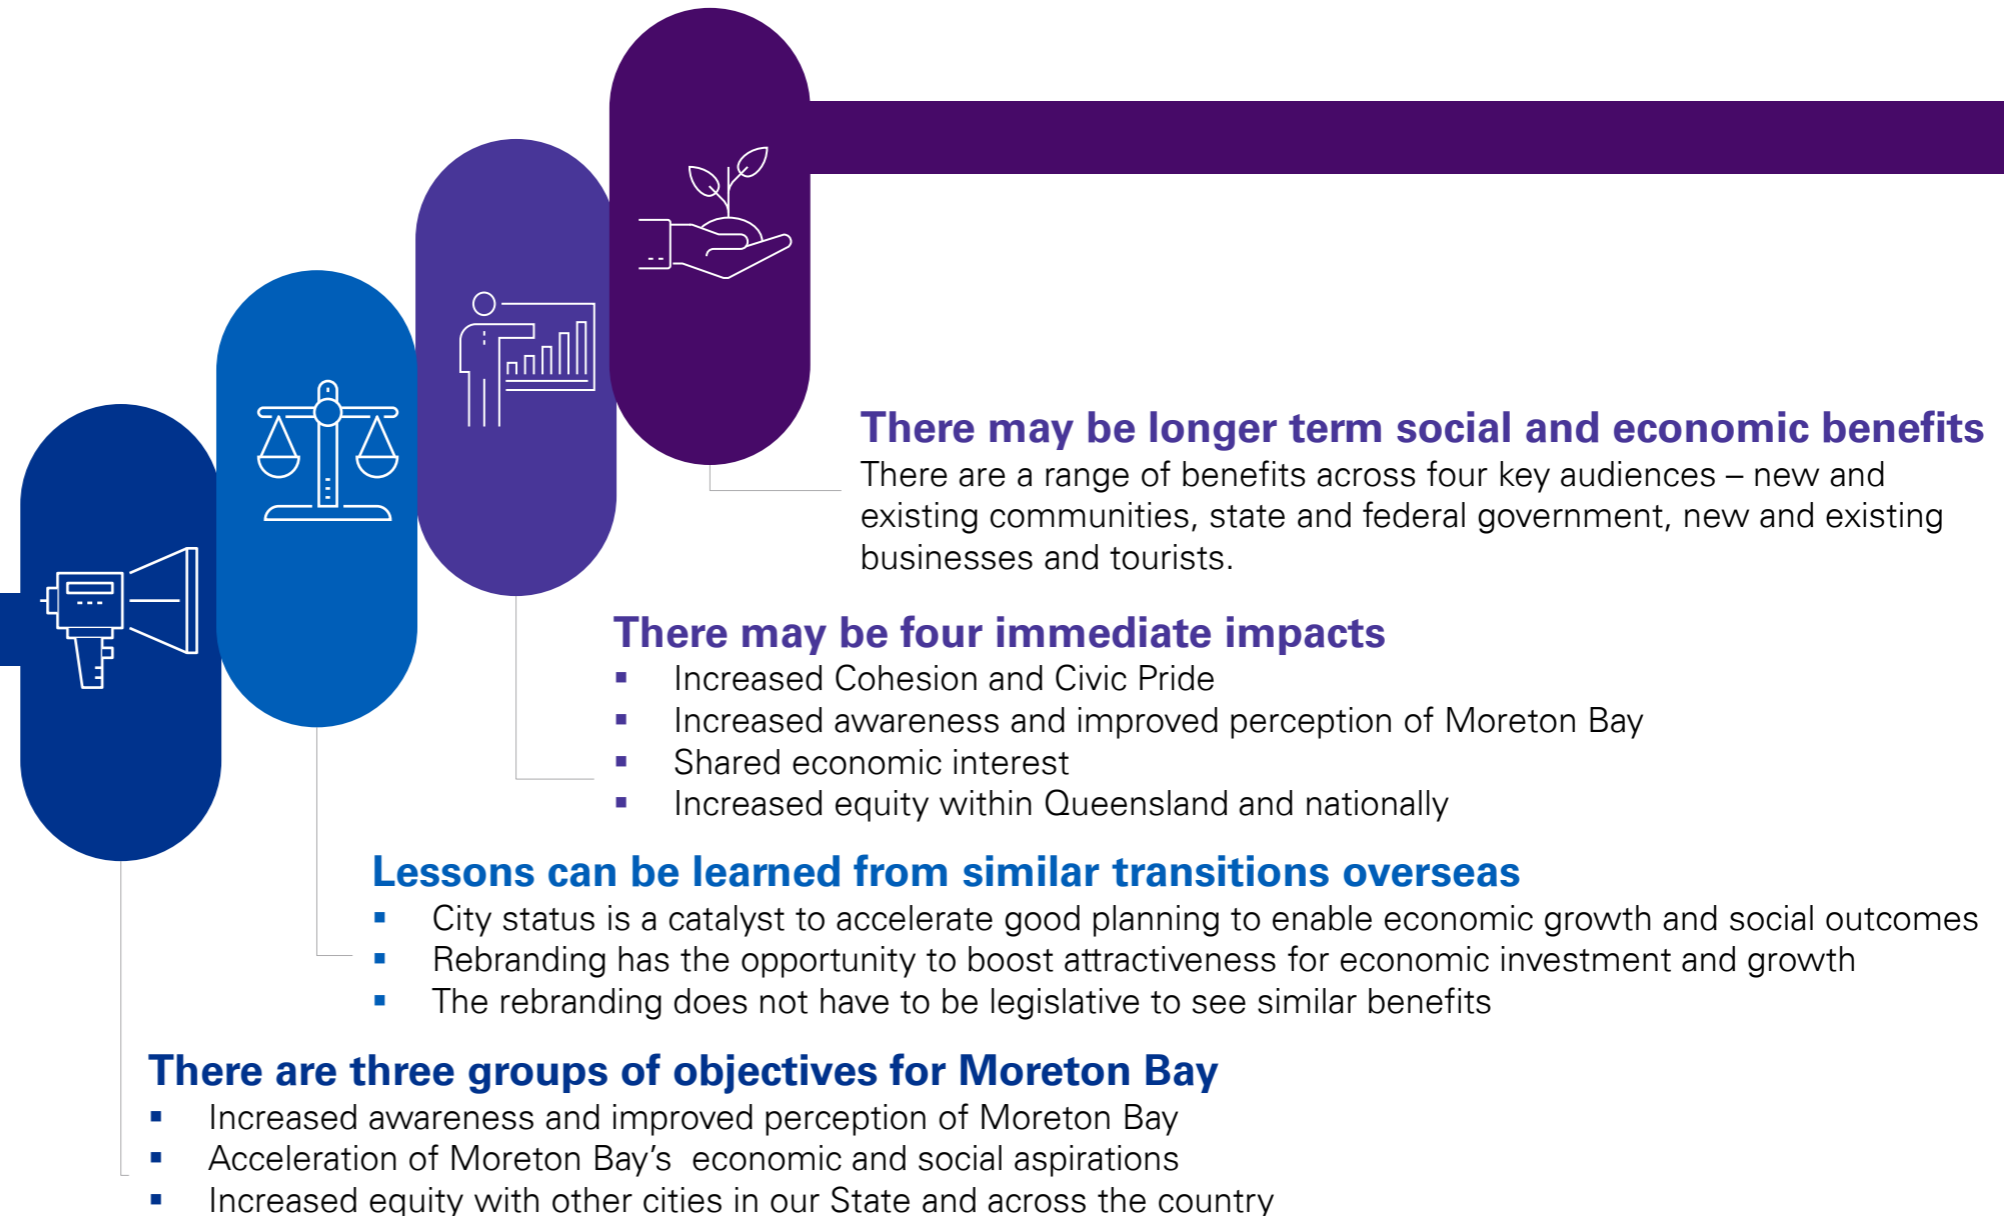 There may be longer term social and economic benefits
There are a range of benefits across four key audiences – new and
existing communities, state and federal government, new and existing
businesses and tourists.
There may be four immediate impacts
▪ Increased Cohesion and Civic Pride
▪ Increased awareness and improved perception of Moreton Bay
▪ Shared economic interest
▪ Increased equity within Queensland and nationally
Lessons can be learned from similar transitions overseas
▪ City status is a catalyst to accelerate good planning to enable economic growth and social outcomes
▪ Rebranding has the opportunity to boost attractiveness for economic investment and growth
▪ The rebranding does not have to be legislative to see similar benefits
There are three groups of objectives for Moreton Bay
▪ Increased awareness and improved perception of Moreton Bay
▪ Acceleration of Moreton Bay’s economic and social aspirations
▪ Increased equity with other cities in our State and across the country